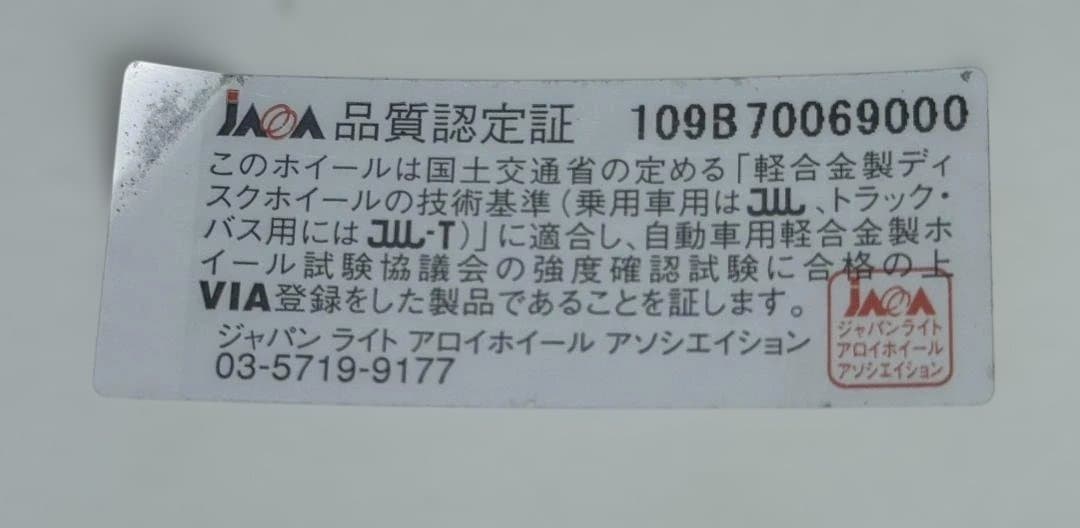 JAWA 品質認定証 109B70069000
このホイールは国土交通省の定める「軽合金製ディ
スクホイールの技術基準（乗用車用はJWL、トラック・
バス用にはJWL-T）」に適合し、自動車用軽合金製ホ
イール試験協議会の強度確認試験に合格の上
VIA登録をした製品であることを証します。
ジャパン ライト アロイホイール アソシエイション
03-5719-9177
JAWA
ジャパンライト
アロイホイール
アソシエイション